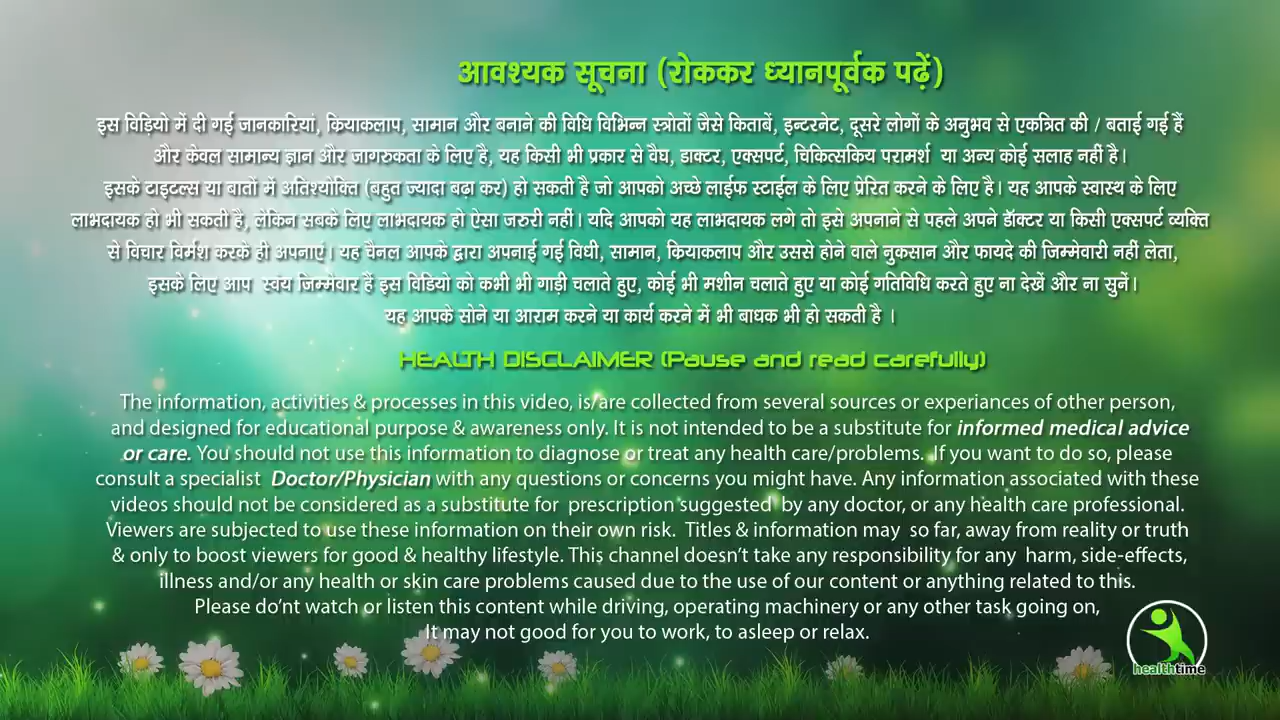 आवश्यक सूचना (रोककर ध्यानपूर्वक पढ़ें)
इस विड़ियो में दी गई जानकारियां, क्रियाकलाप, सामान और बनाने की विधि विभिन्न स्त्रोतों जैसे किताबें, इन्टरनेट, दूसरे लोगों के अनुभव से एकत्रित की / बताई गई हैं
और केवल सामान्य ज्ञान और जागरुकता के लिए है, यह किसी भी प्रकार से वैघ, डाक्टर, एक्सपर्ट, चिकित्सकिय परामर्श या अन्य कोई सलाह नहीं है।
इसके टाइटल्स या बातों में अतिश्योक्ति (बहुत ज्यादा बढ़ा कर) हो सकती है जो आपको अच्छे लाईफ स्टाईल के लिए प्रेरित करने के लिए है। यह आपके स्वास्थ के लिए
लाभदायक हो भी सकती है, लेकिन सबके लिए लाभदायक हो ऐसा जरुरी नहीं। यदि आपको यह लाभदायक लगे तो इसे अपनाने से पहले अपने डॉक्टर या किसी एक्सपर्ट व्यक्ति
से विचार विर्मश करके ही अपनाएं। यह चैनल आपके द्वारा अपनाई गई विधी, सामान, क्रियाकलाप और उससे होने वाले नुकसान और फायदे की जिम्मेवारी नहीं लेता,
इसके लिए आप स्वंय जिम्मेवार हैं इस विडियो को कभी भी गाड़ी चलाते हुए, कोई भी मशीन चलाते हुए या कोई गतिविधि करते हुए ना देखें और ना सुनें।
यह आपके सोने या आराम करने या कार्य करने में भी बाधक भी हो सकती है ।
HEALTH DISCLAIMER (Pause and read carefully)
The information, activities & processes in this video, is/are collected from several sources or experiances of other person,
and designed for educational purpose & awareness only. It is not intended to be a substitute for informed medical advice
or care. You should not use this information to diagnose or treat any health care/problems. If you want to do so, please
consult a specialist Doctor/Physician with any questions or concerns you might have. Any information associated with these
videos should not be considered as a substitute for prescription suggested by any doctor, or any health care professional.
Viewers are subjected to use these information on their own risk. Titles & information may so far, away from reality or truth
& only to boost viewers for good & healthy lifestyle. This channel doesn't take any responsibility for any harm, side-effects,
illness and/or any health or skin care problems caused due to the use of our content or anything related to this.
Please do'nt watch or listen this content while driving, operating machinery or any other task going on,
It may not good for you to work, to asleep or relax.
healthtime